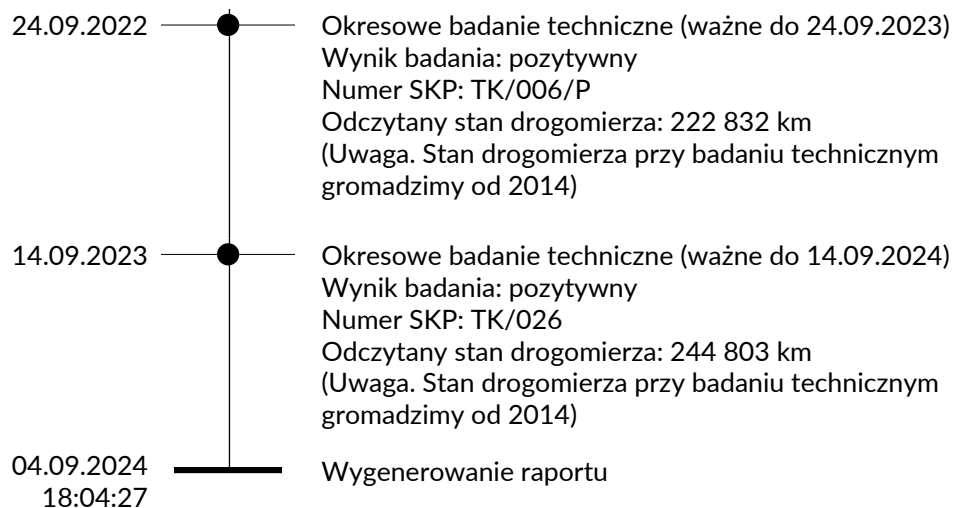 24.09.2022
Okresowe badanie techniczne (ważne do 24.09.2023)
Wynik badania: pozytywny
Numer SKP: TK/006/P
Odczytany stan drogomierza: 222 832 km
(Uwaga. Stan drogomierza przy badaniu technicznym
gromadzimy od 2014)
14.09.2023
Okresowe badanie techniczne (ważne do 14.09.2024)
Wynik badania: pozytywny
Numer SKP: TK/026
Odczytany stan drogomierza: 244 803 km
(Uwaga. Stan drogomierza przy badaniu technicznym
gromadzimy od 2014)
04.09.2024
18:04:27
Wygenerowanie raportu